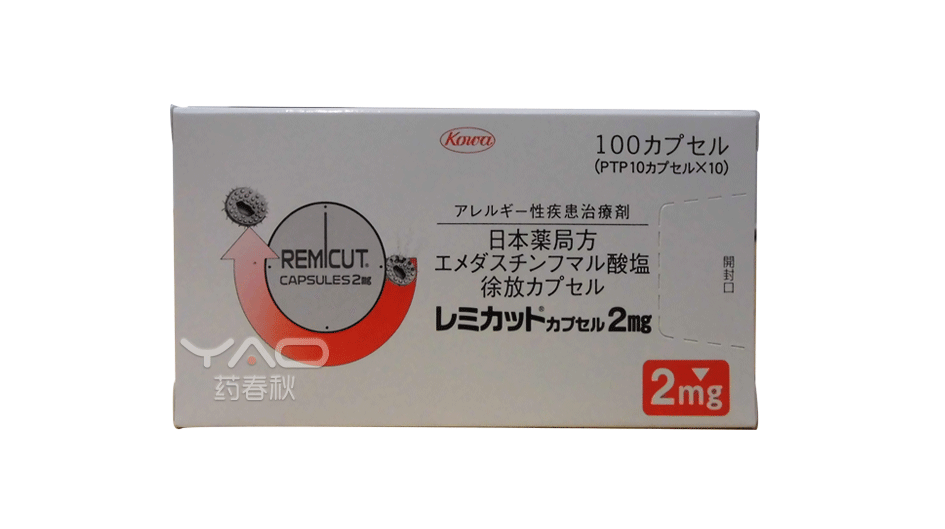 Kowa
100カプセル
(PTP10カプセル×10)
アレルギー性疾患治療剤
日本薬局方
エメダスチンフマル酸塩
徐放カプセル
レミカット®カプセル2mg
REMICUT®
CAPSULES 2mg
開封口
2mg
YAO
药春秋